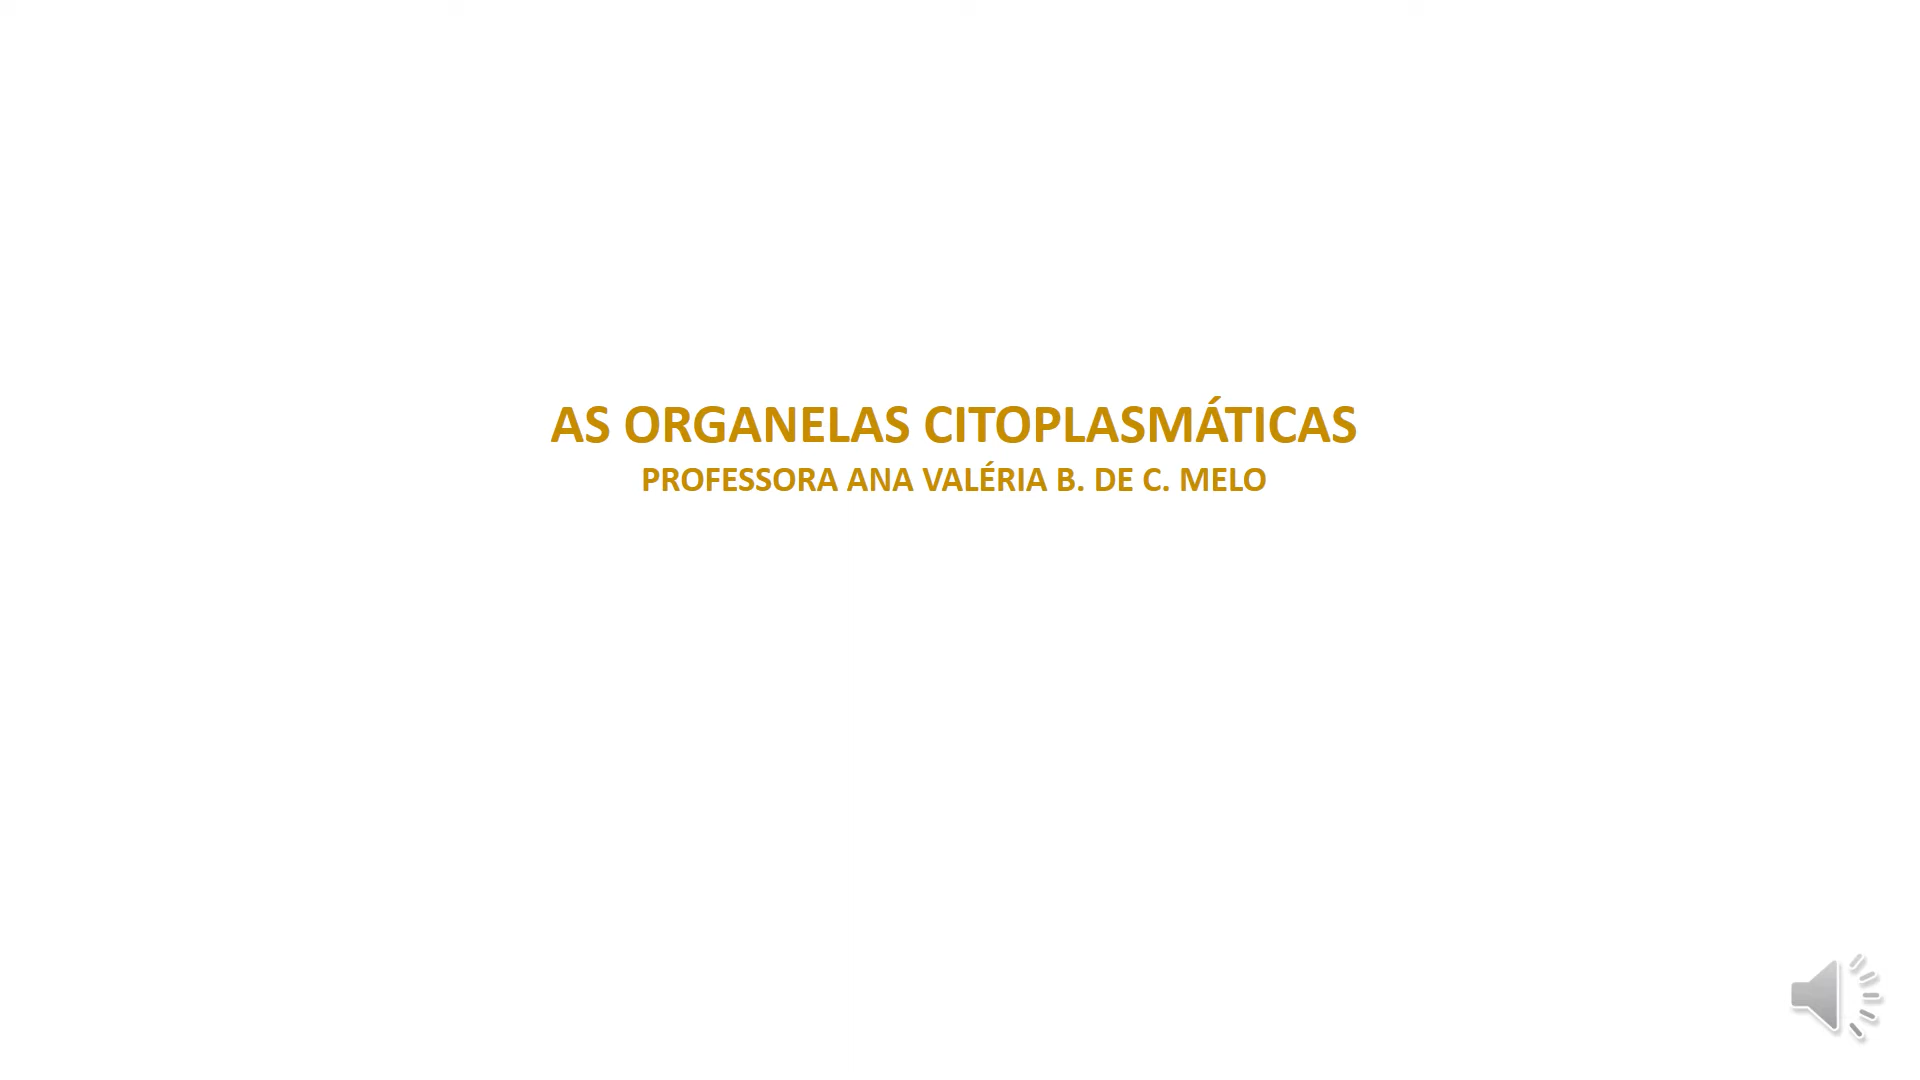 AS ORGANELAS CITOPLASMÁTICAS
PROFESSORA ANA VALÉRIA B. DE C. MELO